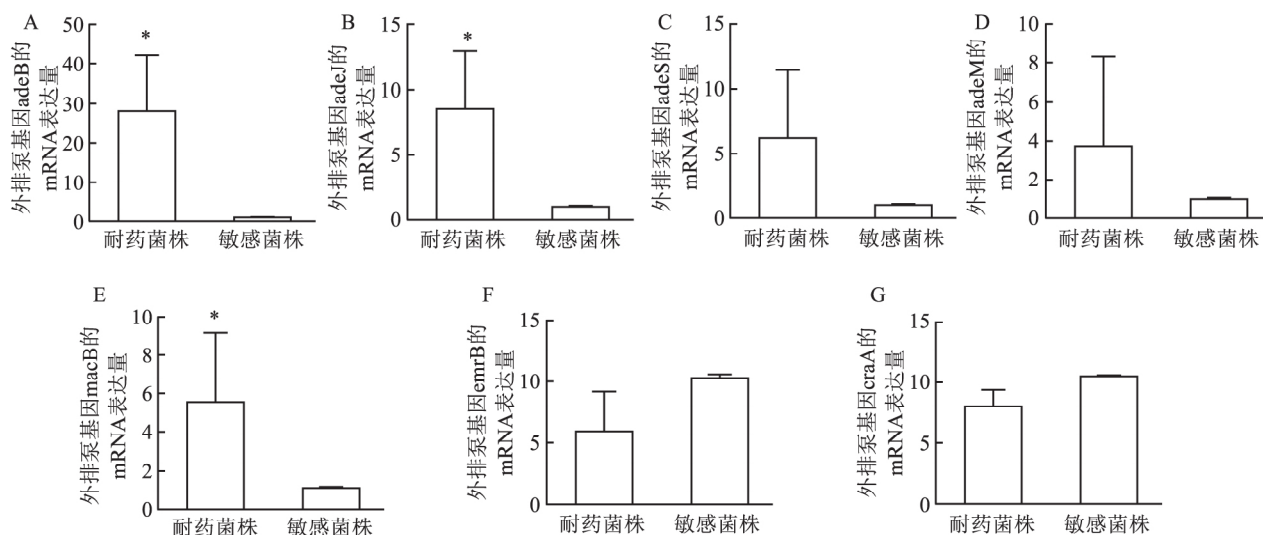 A
外排泵基因adeB的
mRNA表达量
50
40
30
20
10
0
*
耐药菌株
敏感菌株
B
外排泵基因adeJ的
mRNA表达量
15
10
5
0
*
耐药菌株
敏感菌株
C
外排泵基因adeS的
mRNA表达量
15
10
5
0
耐药菌株
敏感菌株
D
外排泵基因adeM的
mRNA表达量
10
8
6
4
2
0
耐药菌株
敏感菌株
E
外排泵基因macB的
mRNA表达量
10
8
6
4
2
0
*
耐药菌株
敏感菌株
F
外排泵基因emrB的
mRNA表达量
15
10
5
0
耐药菌株
敏感菌株
G
外排泵基因craA的
mRNA表达量
15
10
5
0
耐药菌株
敏感菌株